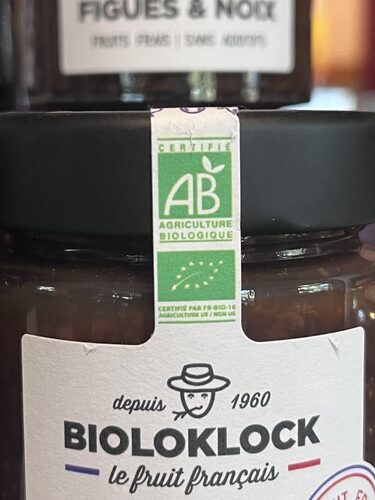 FIGUES & NOIX
FRUITS FRAIS | SANS ADDITIFS
CERTIFIÉ
AB
AGRICULTURE
BIOLOGIQUE
CERTIFIÉ PAR FR-BIO-16
AGRICULTURE UE / NON UE
depuis 1960
BIOLOKLOCK
le fruit français